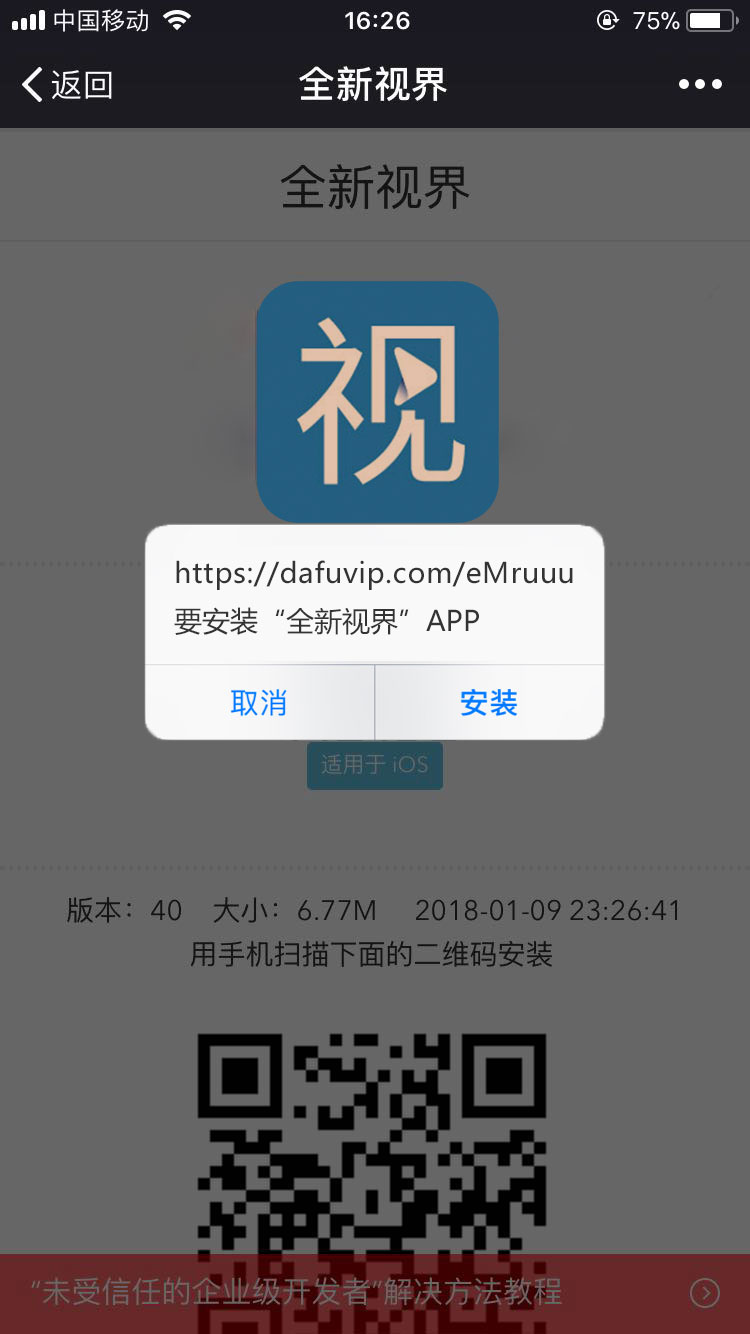 中国移动 16:26 75%
返回 全新视界
全新视界
视
https://dafuvip.com/eMruuu
要安装“全新视界”APP
取消 安装
适用于 iOS
版本：40 大小：6.77M 2018-01-09 23:26:41
用手机扫描下面的二维码安装
“未受信任的企业级开发者”解决方法教程